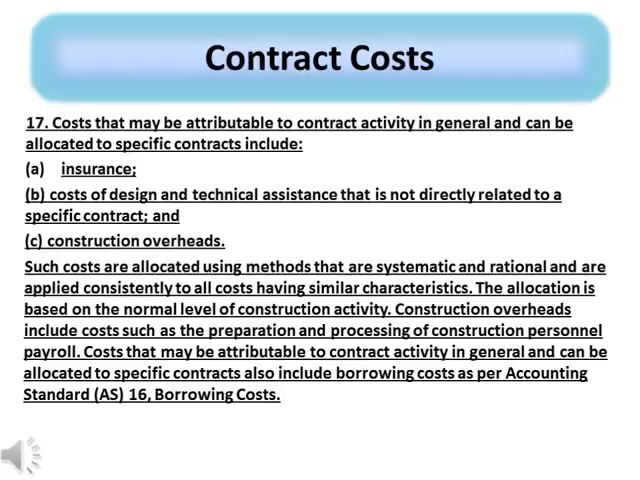 Contract Costs
17. Costs that may be attributable to contract activity in general and can be
allocated to specific contracts include:
(a) insurance;
(b) costs of design and technical assistance that is not directly related to a
specific contract; and
(c) construction overheads.
Such costs are allocated using methods that are systematic and rational and are
applied consistently to all costs having similar characteristics. The allocation is
based on the normal level of construction activity. Construction overheads
include costs such as the preparation and processing of construction personnel
payroll. Costs that may be attributable to contract activity in general and can be
allocated to specific contracts also include borrowing costs as per Accounting
Standard (AS) 16, Borrowing Costs.